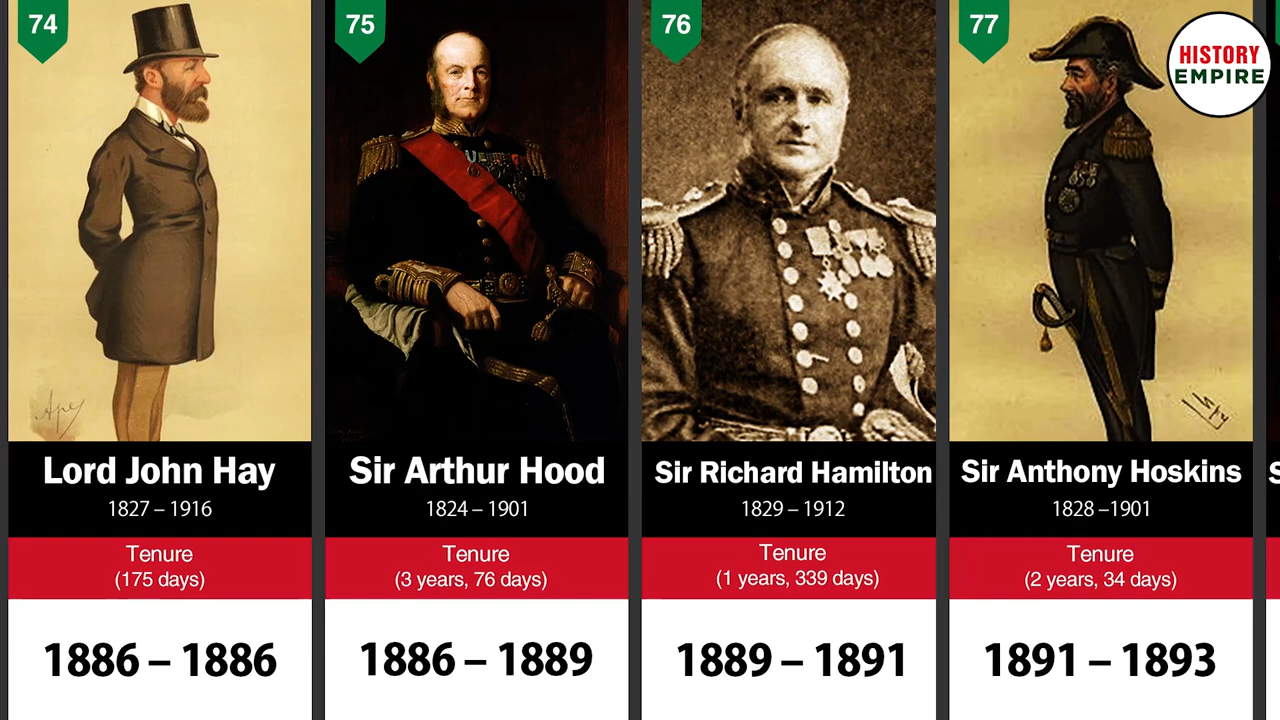 74
75
76
77
HISTORY
EMPIRE
Ape
Lord John Hay
1827 – 1916
Tenure
(175 days)
1886 – 1886
Sir Arthur Hood
1824 – 1901
Tenure
(3 years, 76 days)
1886 – 1889
Sir Richard Hamilton
1829 – 1912
Tenure
(1 years, 339 days)
1889 – 1891
Sir Anthony Hoskins
1828 –1901
Tenure
(2 years, 34 days)
1891 – 1893
S